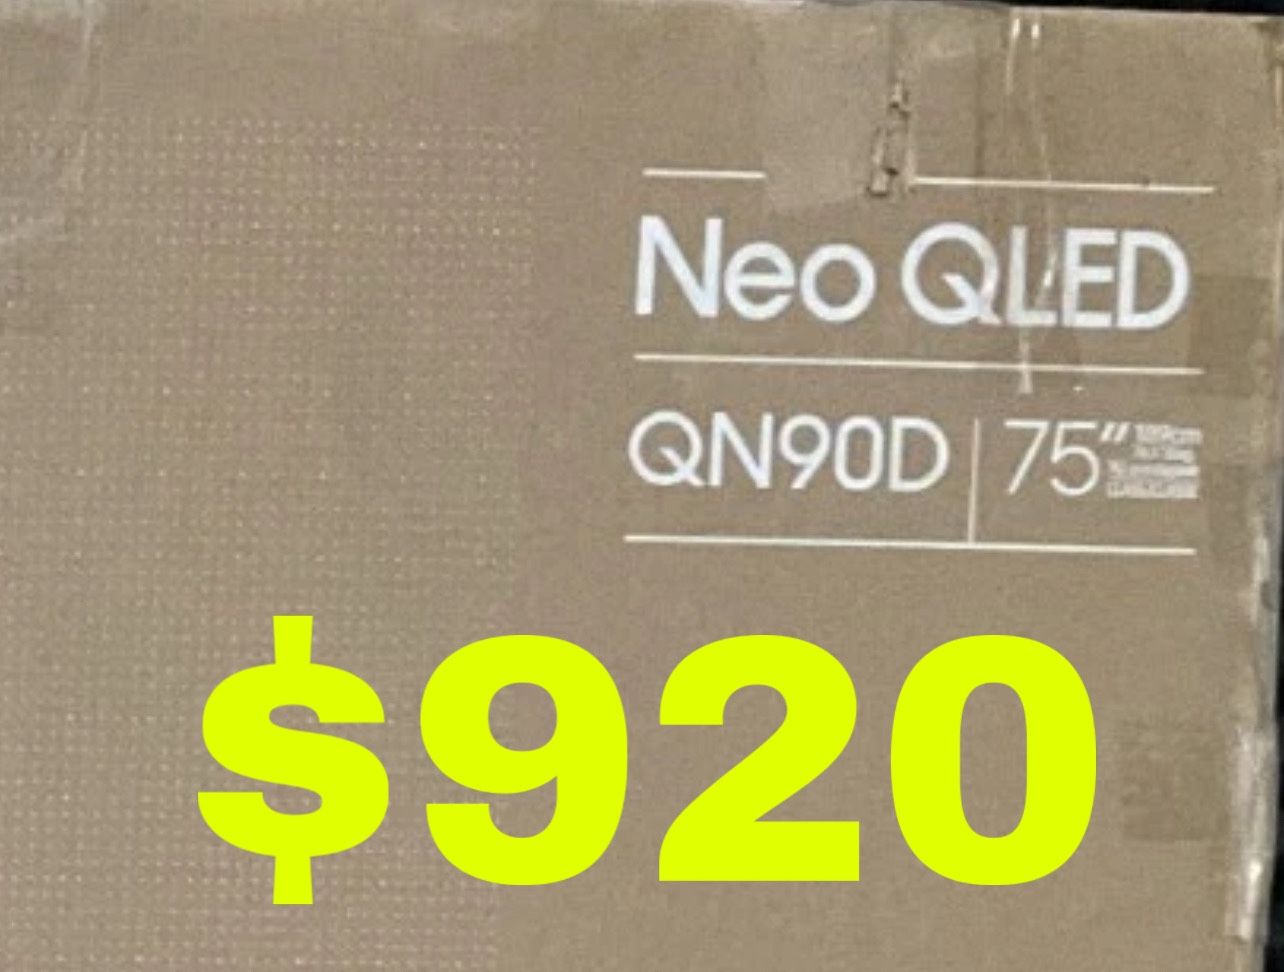 Neo QLED
QN90D | 75"
$920